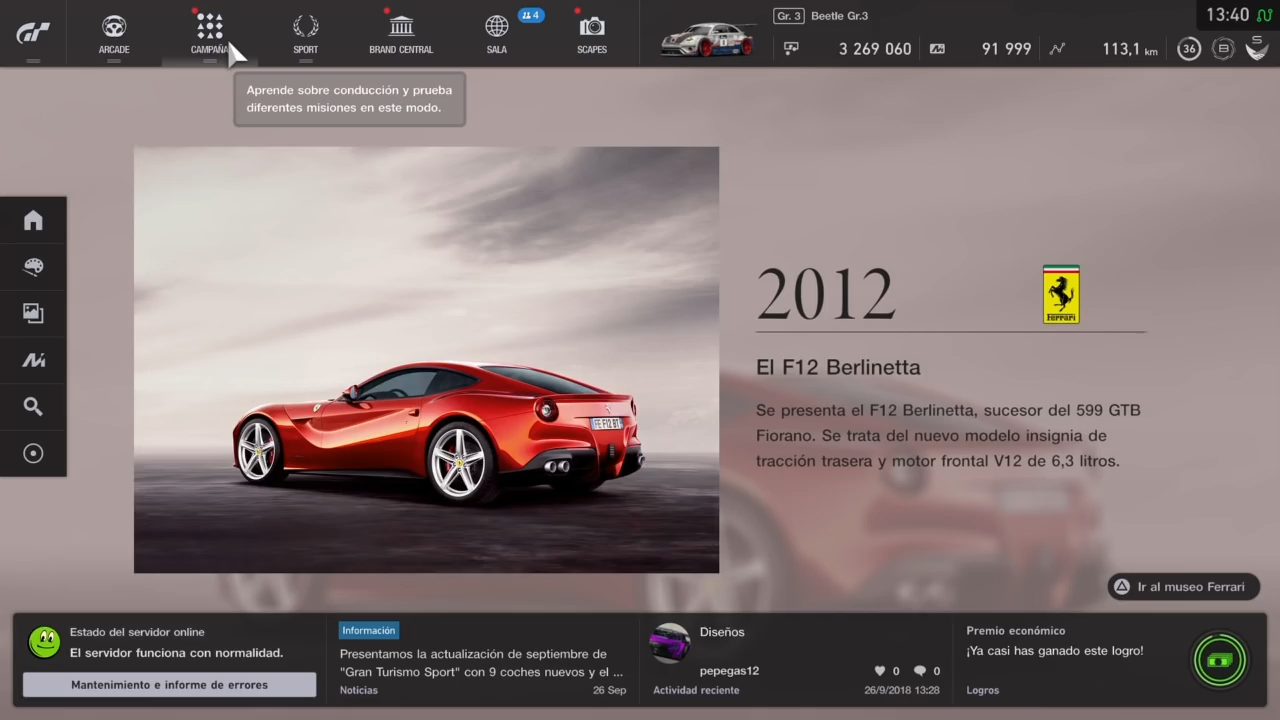 GT
ARCADE
CAMPAÑA
SPORT
BRAND CENTRAL
4
SALA
SCAPES
Gr. 3
Beetle Gr.3
13:40
3 269 060
91 999
113,1 km
36
B
S
Aprende sobre conducción y prueba
diferentes misiones en este modo.
2012
Ferrari
El F12 Berlinetta
Se presenta el F12 Berlinetta, sucesor del 599 GTB
Fiorano. Se trata del nuevo modelo insignia de
tracción trasera y motor frontal V12 de 6,3 litros.
FE F12 BT
Ir al museo Ferrari
Estado del servidor online
El servidor funciona con normalidad.
Mantenimiento e informe de errores
Información
Presentamos la actualización de septiembre de
"Gran Turismo Sport" con 9 coches nuevos y el ...
Noticias
26 Sep
Diseños
pepegas12
0
0
Actividad reciente
26/9/2018 13:28
Premio económico
¡Ya casi has ganado este logro!
Logros